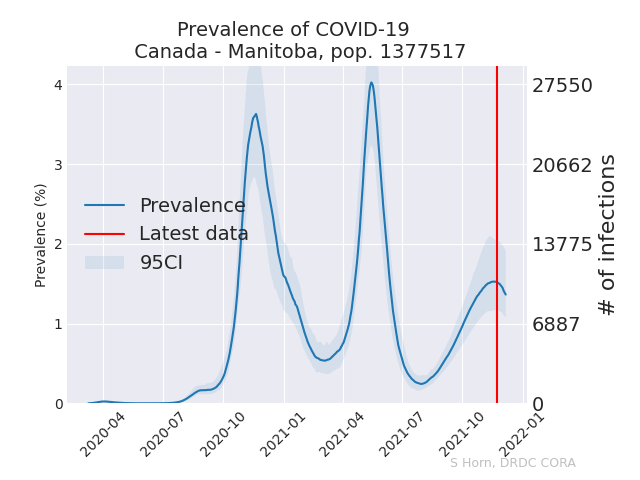 Prevalence of COVID-19
Canada - Manitoba, pop. 1377517
4
3
2
1
0
Prevalence (%)
Prevalence
Latest data
95CI
27550
20662
13775
6887
0
# of infections
2020-04
2020-07
2020-10
2021-01
2021-04
2021-07
2021-10
2022-01
S Horn, DRDC CORA